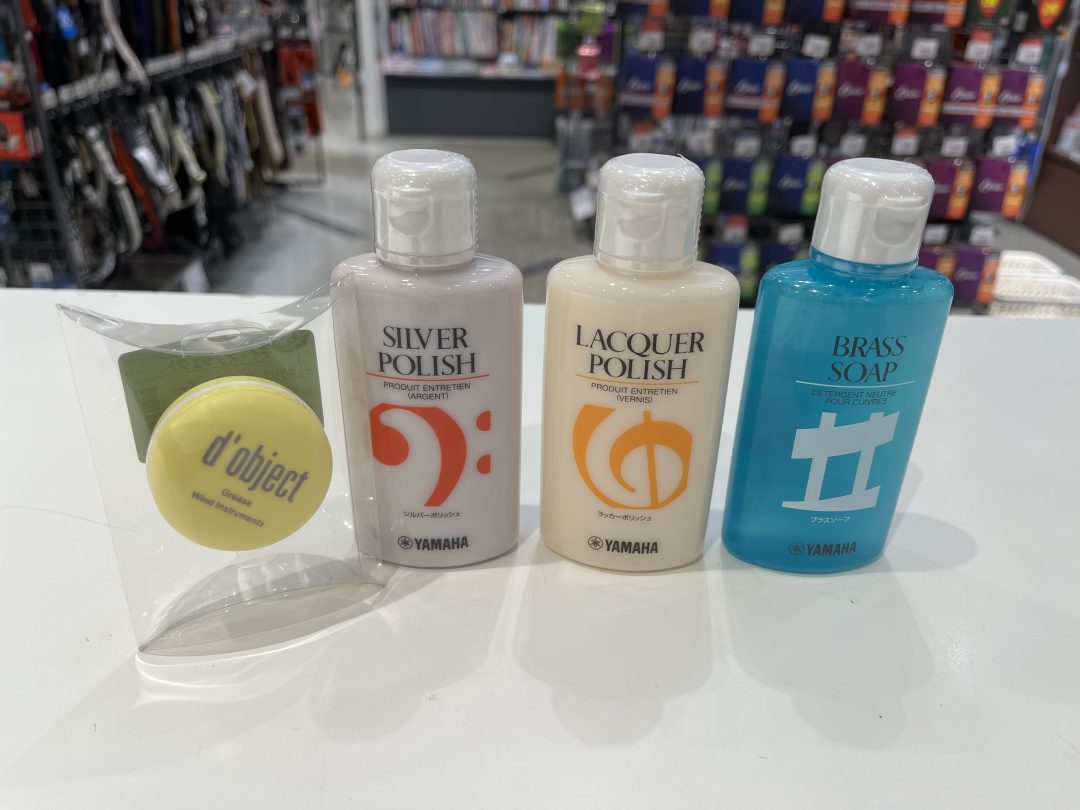 d'object
Grease
Wind Instruments
SILVER
POLISH
PRODUIT ENTRETIEN
(ARGENT)
シルバーポリッシュ
YAMAHA
LACQUER
POLISH
PRODUIT ENTRETIEN
(VERNIS)
ラッカーポリッシュ
YAMAHA
BRASS
SOAP
DÉTERGENT NEUTRE
POUR CUIVRES
ブラスソープ
YAMAHA